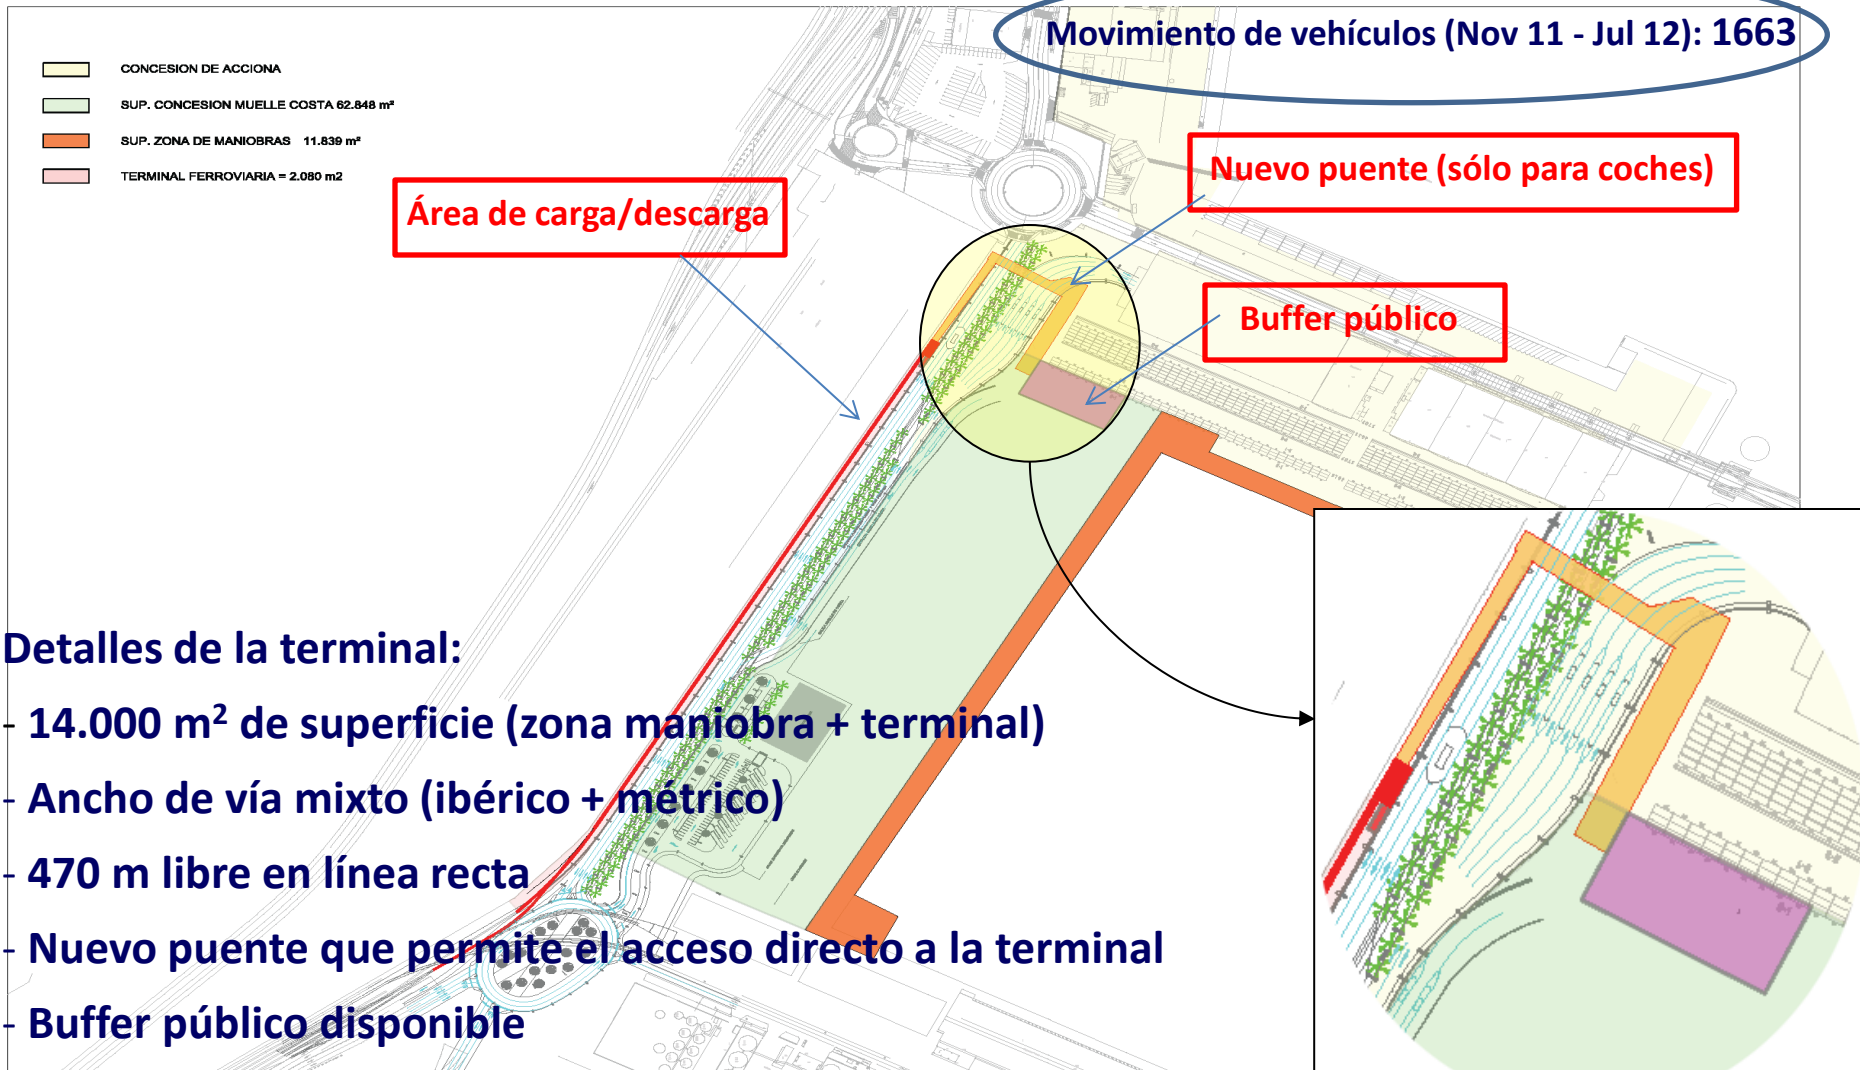 Movimiento de vehículos (Nov 11 - Jul 12): 1663
CONCESION DE ACCIONA
SUP. CONCESION MUELLE COSTA 62.848 m²
SUP. ZONA DE MANIOBRAS 11.839 m²
TERMINAL FERROVIARIA = 2.080 m2
Nuevo puente (sólo para coches)
Área de carga/descarga
Buffer público
Detalles de la terminal:
- 14.000 m² de superficie (zona maniobra + terminal)
- Ancho de vía mixto (ibérico + métrico)
- 470 m libre en línea recta
- Nuevo puente que permite el acceso directo a la terminal
- Buffer público disponible